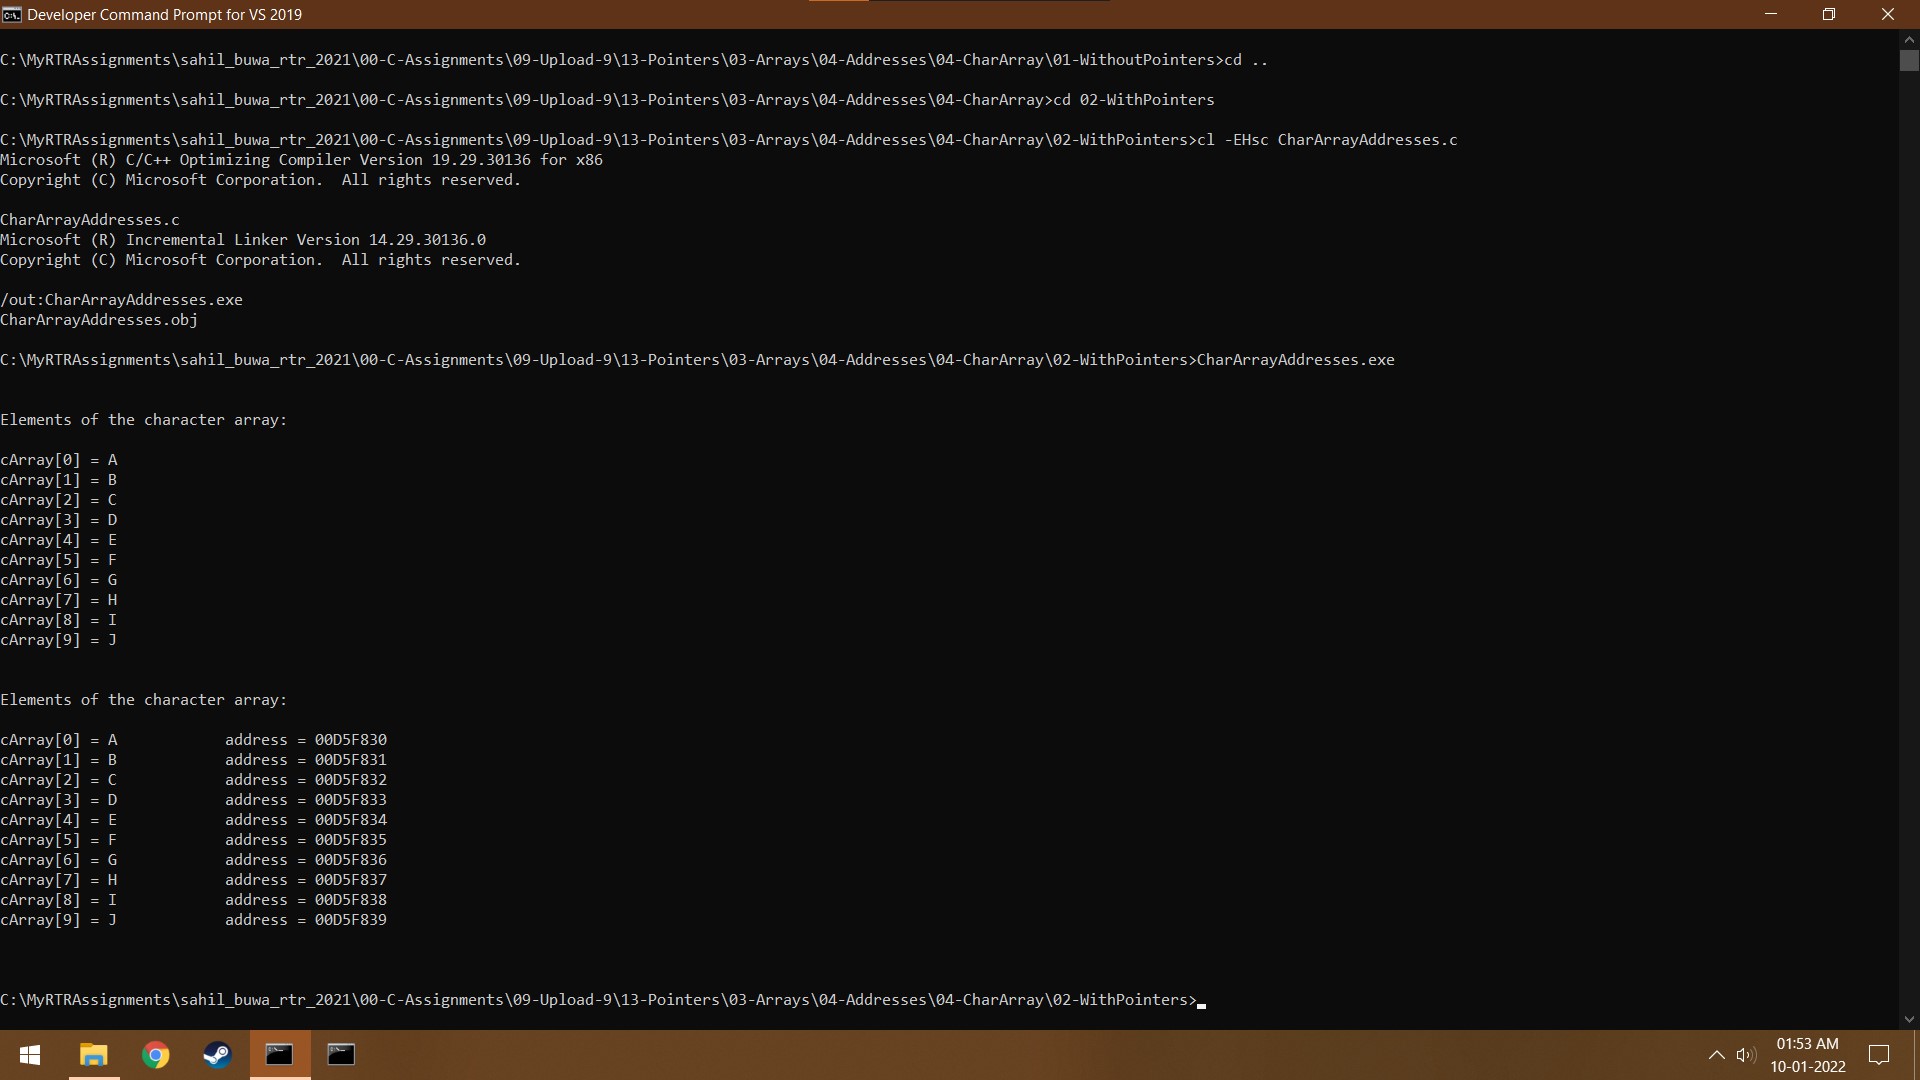 Developer Command Prompt for VS 2019
C:\MyRTRAssignments\sahil_buwa_rtr_2021\00-C-Assignments\09-Upload-9\13-Pointers\03-Arrays\04-Addresses\04-CharArray\01-WithoutPointers>cd ..
C:\MyRTRAssignments\sahil_buwa_rtr_2021\00-C-Assignments\09-Upload-9\13-Pointers\03-Arrays\04-Addresses\04-CharArray>cd 02-WithPointers
C:\MyRTRAssignments\sahil_buwa_rtr_2021\00-C-Assignments\09-Upload-9\13-Pointers\03-Arrays\04-Addresses\04-CharArray\02-WithPointers>cl -EHsc CharArrayAddresses.c
Microsoft (R) C/C++ Optimizing Compiler Version 19.29.30136 for x86
Copyright (C) Microsoft Corporation.  All rights reserved.
CharArrayAddresses.c
Microsoft (R) Incremental Linker Version 14.29.30136.0
Copyright (C) Microsoft Corporation.  All rights reserved.
/out:CharArrayAddresses.exe
CharArrayAddresses.obj
C:\MyRTRAssignments\sahil_buwa_rtr_2021\00-C-Assignments\09-Upload-9\13-Pointers\03-Arrays\04-Addresses\04-CharArray\02-WithPointers>CharArrayAddresses.exe
Elements of the character array:
cArray[0] = A
cArray[1] = B
cArray[2] = C
cArray[3] = D
cArray[4] = E
cArray[5] = F
cArray[6] = G
cArray[7] = H
cArray[8] = I
cArray[9] = J
Elements of the character array:
cArray[0] = A            address = 00D5F830
cArray[1] = B            address = 00D5F831
cArray[2] = C            address = 00D5F832
cArray[3] = D            address = 00D5F833
cArray[4] = E            address = 00D5F834
cArray[5] = F            address = 00D5F835
cArray[6] = G            address = 00D5F836
cArray[7] = H            address = 00D5F837
cArray[8] = I            address = 00D5F838
cArray[9] = J            address = 00D5F839
C:\MyRTRAssignments\sahil_buwa_rtr_2021\00-C-Assignments\09-Upload-9\13-Pointers\03-Arrays\04-Addresses\04-CharArray\02-WithPointers>
01:53 AM
10-01-2022